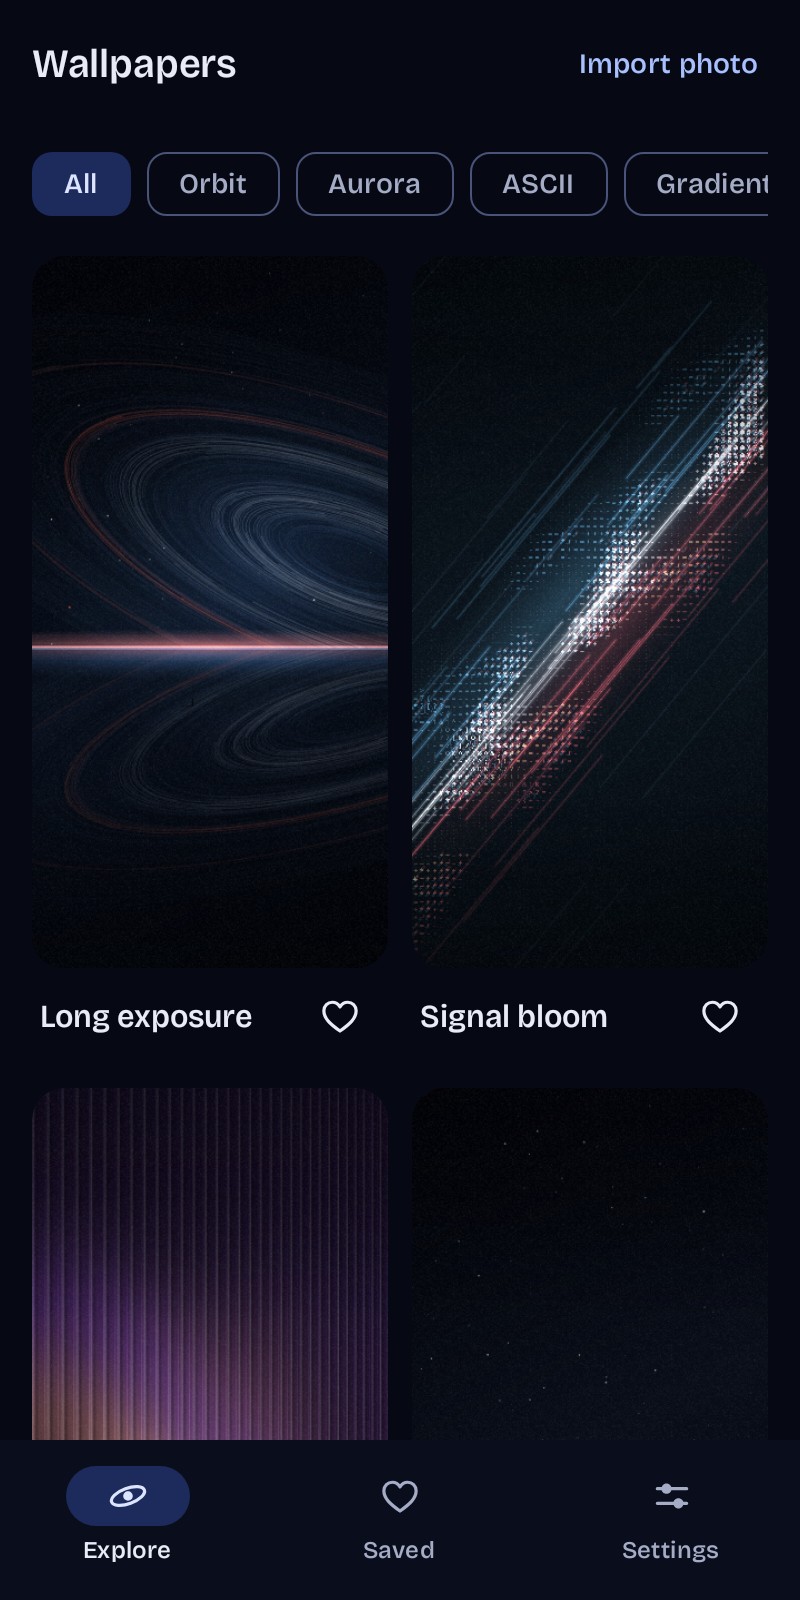 Wallpapers Import photo
All Orbit Aurora ASCII Gradient
Long exposure Signal bloom
Explore Saved Settings